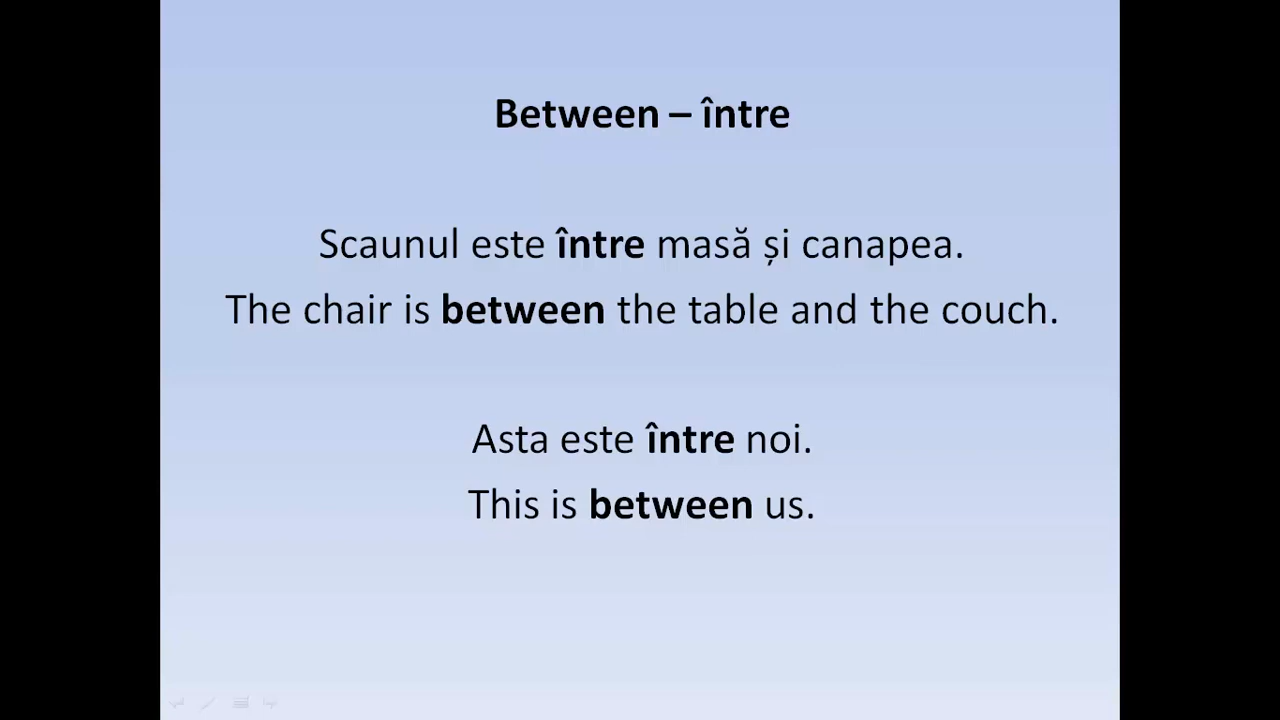 Between – între
Scaunul este între masă și canapea.
The chair is between the table and the couch.
Asta este între noi.
This is between us.